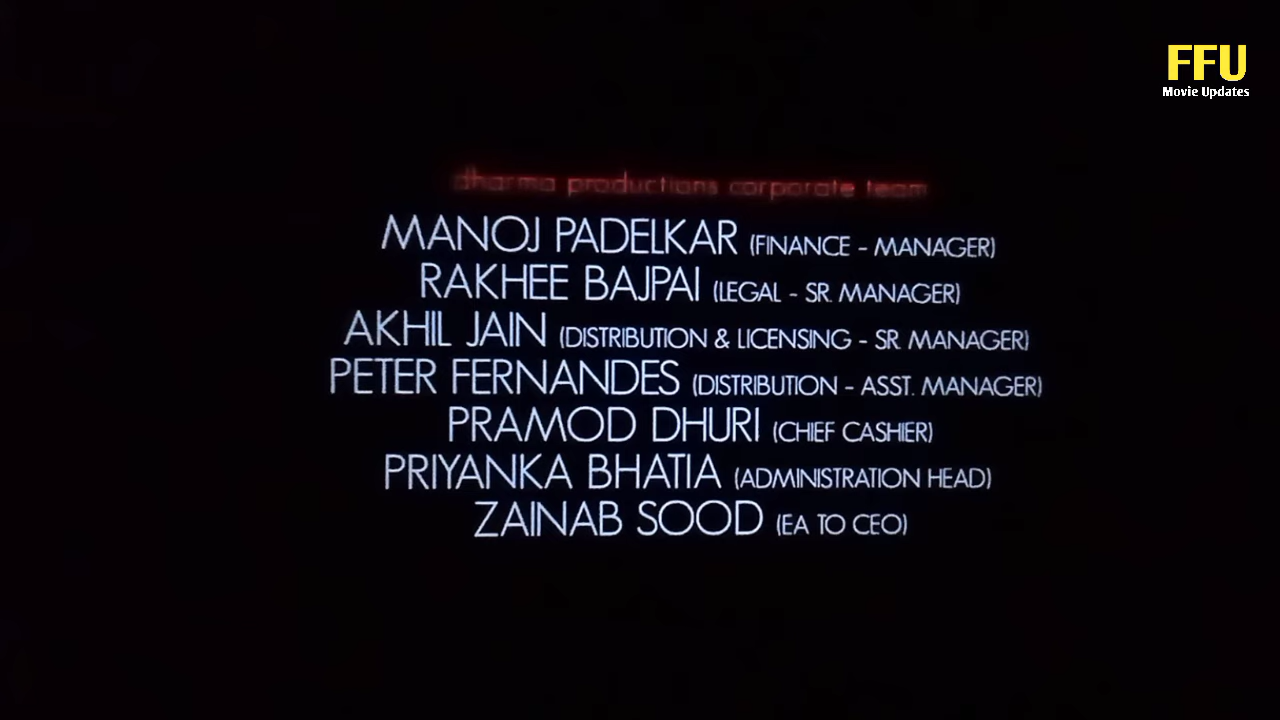 FFU
Movie Updates
dharma productions corporate team
MANOJ PADELKAR (FINANCE - MANAGER)
RAKHEE BAJPAI (LEGAL - SR. MANAGER)
AKHIL JAIN (DISTRIBUTION & LICENSING - SR. MANAGER)
PETER FERNANDES (DISTRIBUTION - ASST. MANAGER)
PRAMOD DHURI (CHIEF CASHIER)
PRIYANKA BHATIA (ADMINISTRATION HEAD)
ZAINAB SOOD (EA TO CEO)